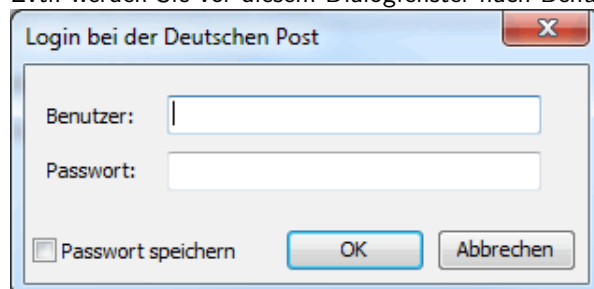 Login bei der Deutschen Post
Benutzer:
Passwort:
Passwort speichern OK Abbrechen